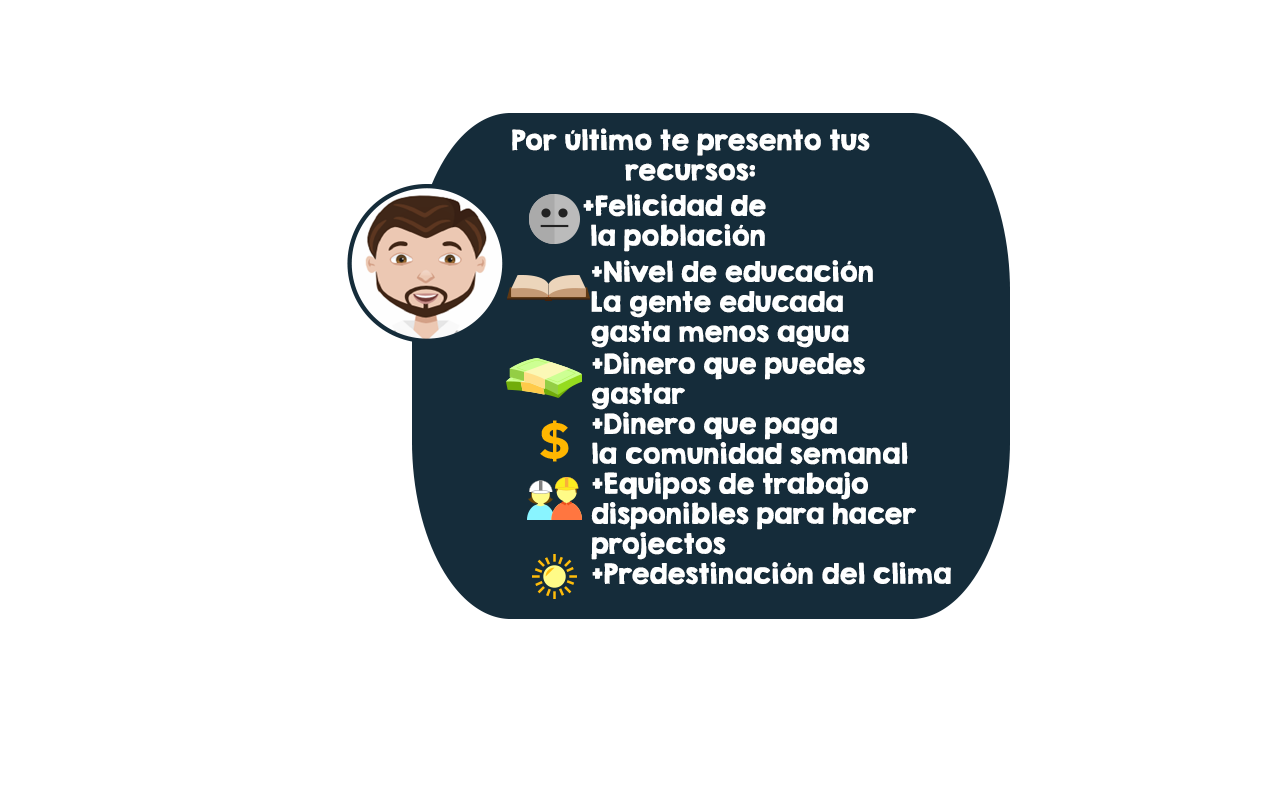 Por último te presento tus
recursos:
+Felicidad de
la población
+Nivel de educación
La gente educada
gasta menos agua
+Dinero que puedes
gastar
+Dinero que paga
la comunidad semanal
+Equipos de trabajo
disponibles para hacer
projectos
+Predestinación del clima
$